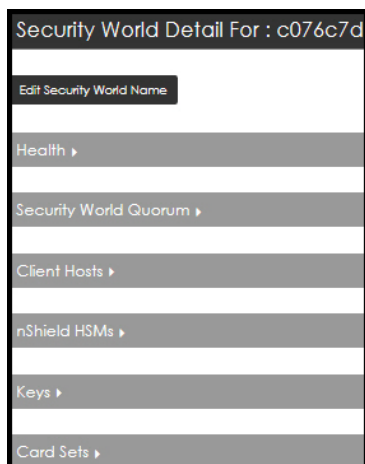 Security World Detail For : c076c7d
Edit Security World Name
Health
Security World Quorum
Client Hosts
nShield HSMs
Keys
Card Sets